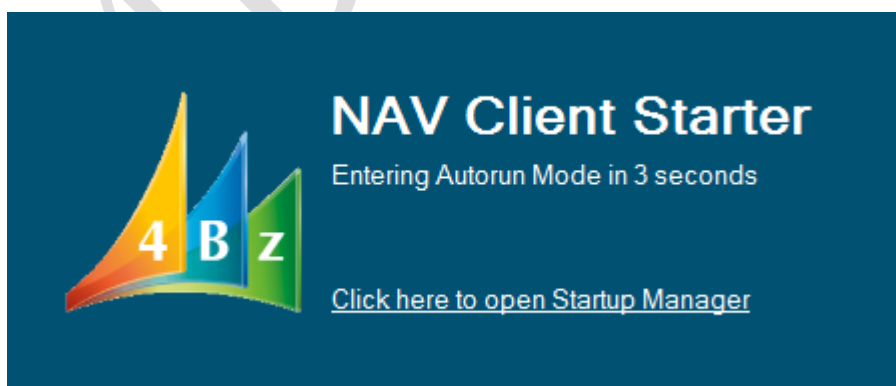 NAV Client Starter
Entering Autorun Mode in 3 seconds
4 B z
Click here to open Startup Manager